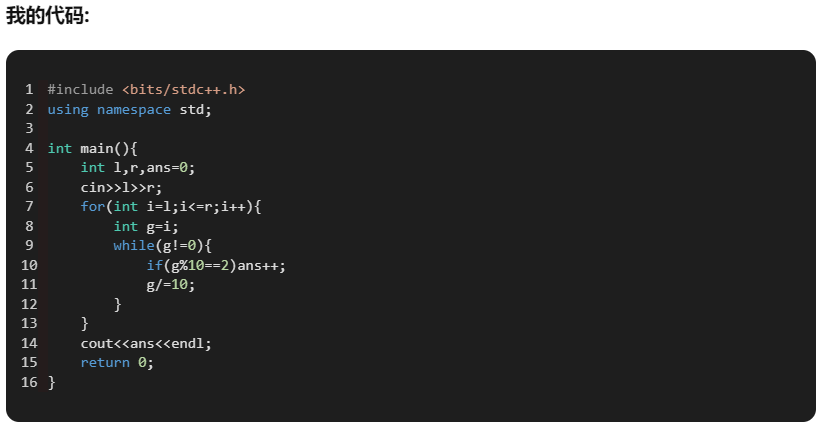 我的代码:
1 #include <bits/stdc++.h>
2 using namespace std;
3
4 int main(){
5     int l,r,ans=0;
6     cin>>l>>r;
7     for(int i=l;i<=r;i++){
8         int g=i;
9         while(g!=0){
10             if(g%10==2)ans++;
11             g/=10;
12         }
13     }
14     cout<<ans<<endl;
15     return 0;
16 }